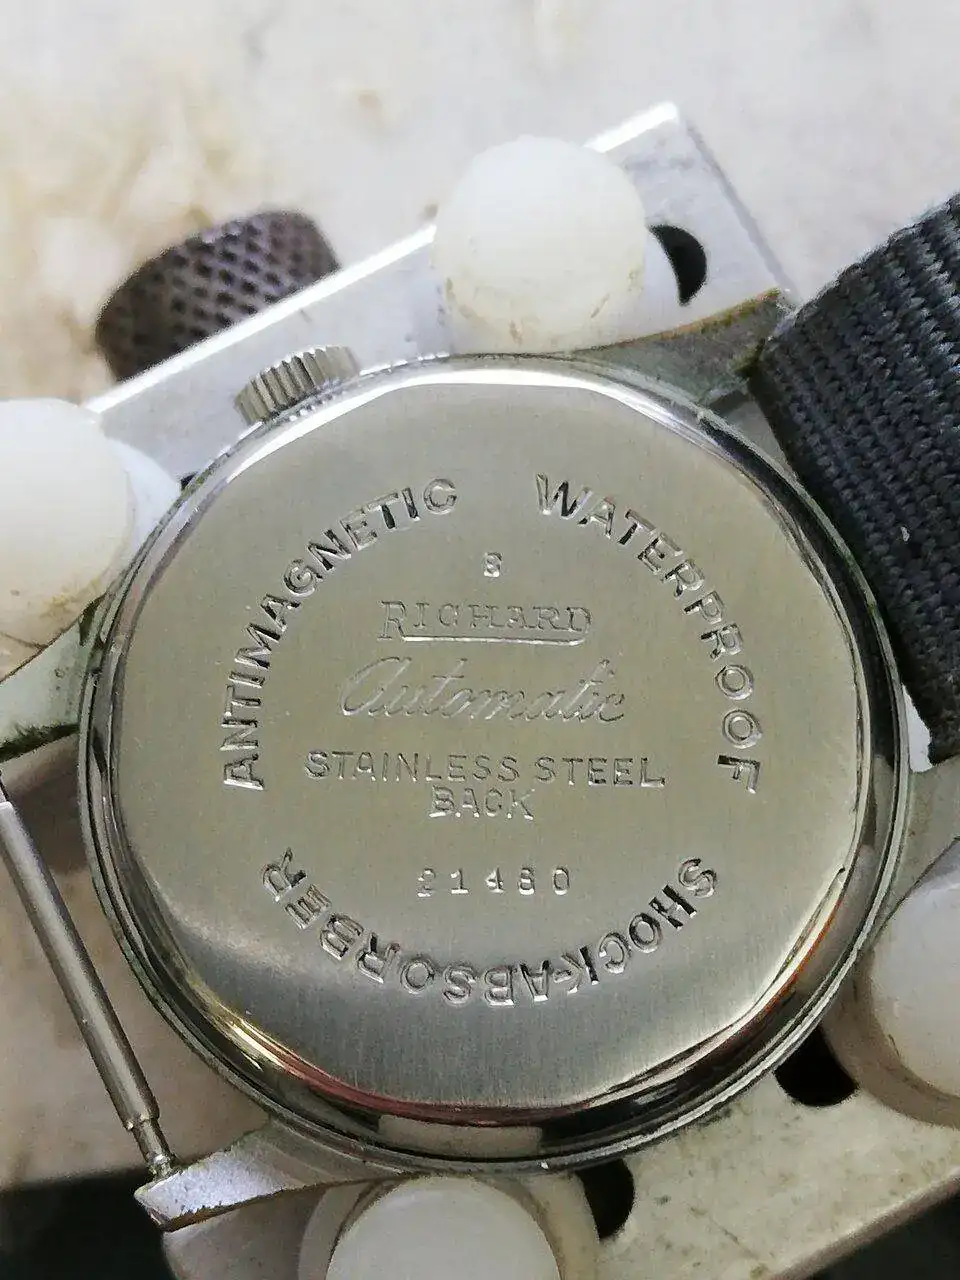 ANTIMAGNETIC WATERPROOF
8
RICHARD
Automatic
STAINLESS STEEL
BACK
21480
SHOCK-ABSORBER